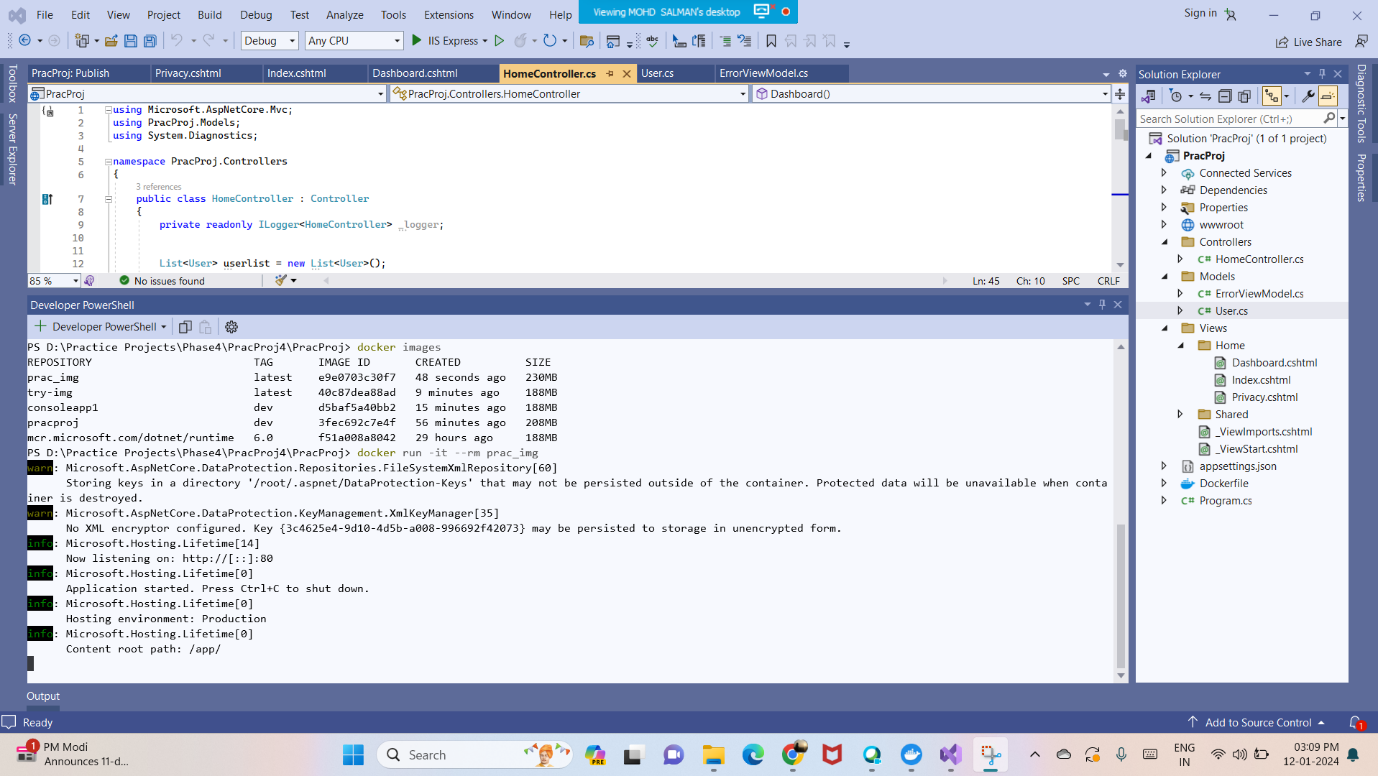 File Edit View Project Build Debug Test Analyze Tools Extensions Window Help
Viewing MOHD SALMAN's desktop
Sign in
Debug Any CPU IIS Express Live Share
Toolbox
Server Explorer
PracProj: Publish Privacy.cshtml Index.cshtml Dashboard.cshtml HomeController.cs User.cs ErrorViewModel.cs
PracProj PracProj.Controllers.HomeController Dashboard()
1 using Microsoft.AspNetCore.Mvc;
2 using PracProj.Models;
3 using System.Diagnostics;
4
5 namespace PracProj.Controllers
6 {
3 references
7 public class HomeController : Controller
8 {
9 private readonly ILogger<HomeController> _logger;
10
11
12 List<User> userlist = new List<User>();
85 % No issues found Ln: 45 Ch: 10 SPC CRLF
Developer PowerShell
Developer PowerShell
PS D:\Practice Projects\Phase4\PracProj4\PracProj> docker images
REPOSITORY TAG IMAGE ID CREATED SIZE
prac_img latest e9e0703c30f7 48 seconds ago 230MB
try-img latest 40c87dea88ad 9 minutes ago 188MB
consoleapp1 dev d5baf5a40bb2 15 minutes ago 188MB
pracproj dev 3fec692c7e4f 56 minutes ago 208MB
mcr.microsoft.com/dotnet/runtime 6.0 f51a008a8042 29 hours ago 188MB
PS D:\Practice Projects\Phase4\PracProj4\PracProj> docker run -it --rm prac_img
warn: Microsoft.AspNetCore.DataProtection.Repositories.FileSystemXmlRepository[60]
Storing keys in a directory '/root/.aspnet/DataProtection-Keys' that may not be persisted outside of the container. Protected data will be unavailable when conta
iner is destroyed.
warn: Microsoft.AspNetCore.DataProtection.KeyManagement.XmlKeyManager[35]
No XML encryptor configured. Key {3c4625e4-9d10-4d5b-a008-996692f42073} may be persisted to storage in unencrypted form.
info: Microsoft.Hosting.Lifetime[14]
Now listening on: http://[::]:80
info: Microsoft.Hosting.Lifetime[0]
Application started. Press Ctrl+C to shut down.
info: Microsoft.Hosting.Lifetime[0]
Hosting environment: Production
info: Microsoft.Hosting.Lifetime[0]
Content root path: /app/
Output
Solution Explorer
Search Solution Explorer (Ctrl+;)
Solution 'PracProj' (1 of 1 project)
PracProj
Connected Services
Dependencies
Properties
wwwroot
Controllers
C# HomeController.cs
Models
C# ErrorViewModel.cs
C# User.cs
Views
Home
Dashboard.cshtml
Index.cshtml
Privacy.cshtml
Shared
_ViewImports.cshtml
_ViewStart.cshtml
appsettings.json
Dockerfile
C# Program.cs
Diagnostic Tools
Properties
Ready Add to Source Control 1
1 PM Modi
Announces 11-d...
Search
PRE
ENG
IN
03:09 PM
12-01-2024